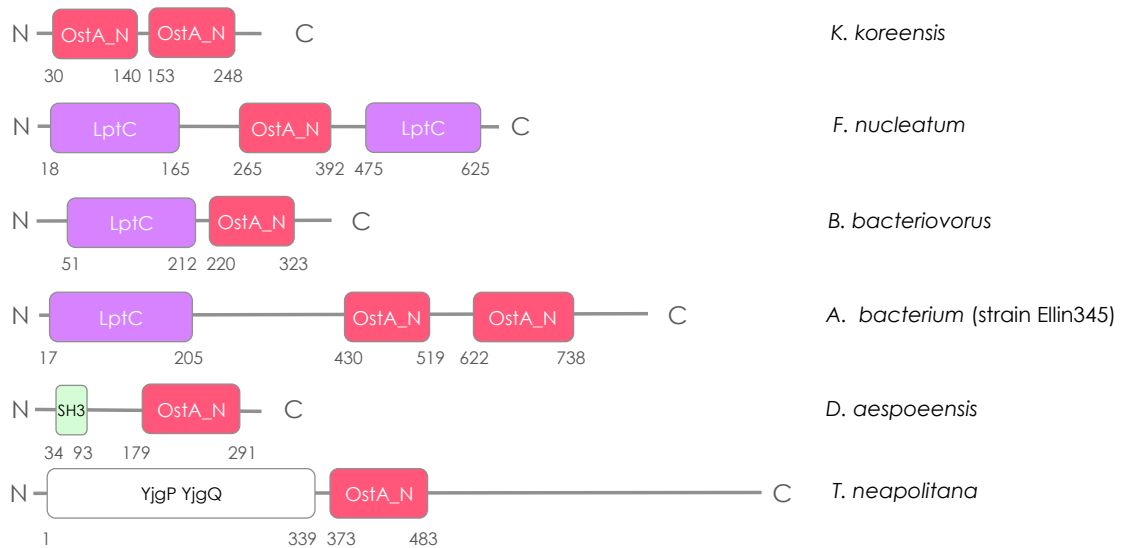 N OstA_N OstA_N C K. koreensis
30 140 153 248
N LptC OstA_N LptC C F. nucleatum
18 165 265 392 475 625
N LptC OstA_N C B. bacteriovorus
51 212 220 323
N LptC OstA_N OstA_N C A. bacterium (strain Ellin345)
17 205 430 519 622 738
N SH3 OstA_N C D. aespoeensis
34 93 179 291
N YjgP YjgQ OstA_N C T. neapolitana
1 339 373 483